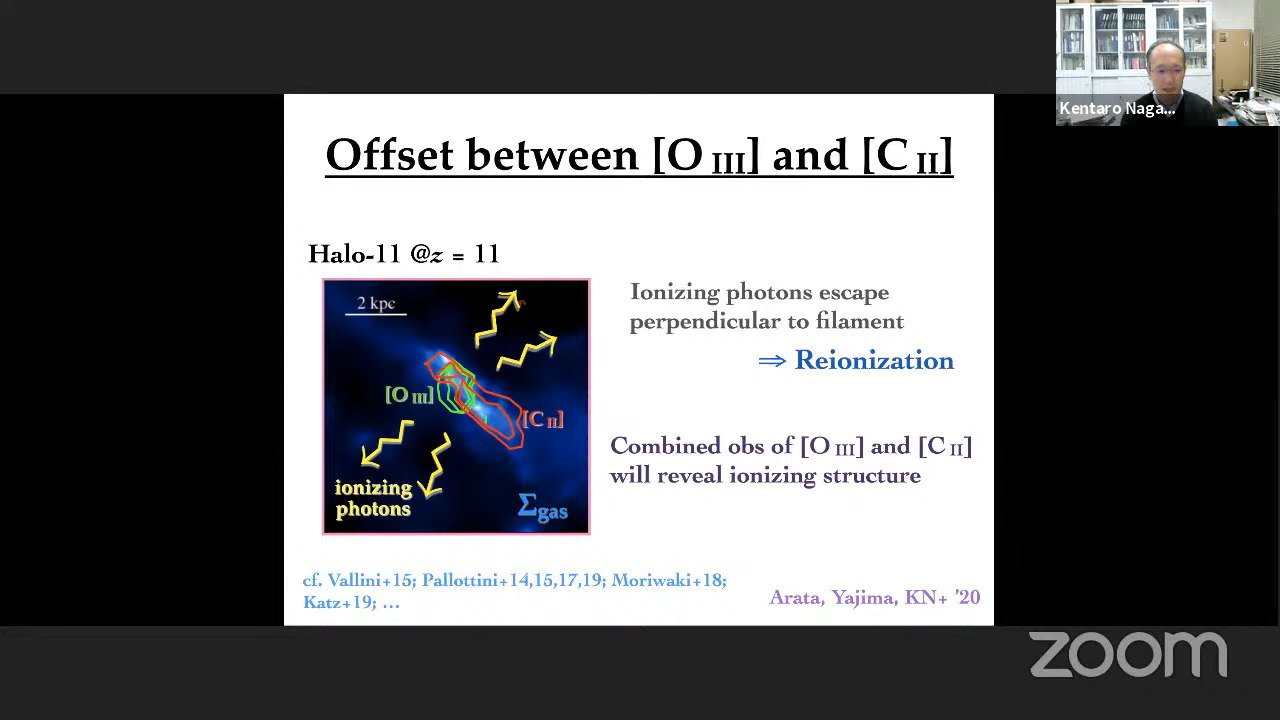 Kentaro Naga...
Offset between [O III] and [C II]
Halo-11 @z = 11
2 kpc
[O III]
[C II]
ionizing
photons
Σgas
Ionizing photons escape
perpendicular to filament
⇒ Reionization
Combined obs of [O III] and [C II]
will reveal ionizing structure
cf. Vallini+15; Pallottini+14,15,17,19; Moriwaki+18;
Katz+19; …
Arata, Yajima, KN+ '20
zoom